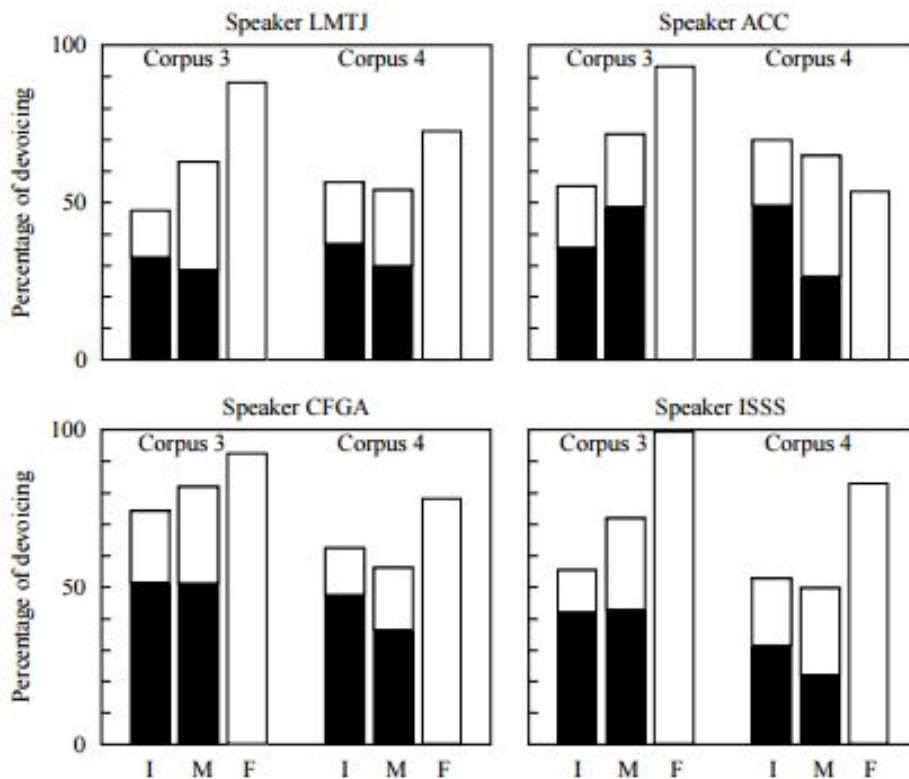 Speaker LMTJ
Speaker ACC
100
Corpus 3
Corpus 4
Corpus 3
Corpus 4
Percentage of devoicing
50
0
Speaker CFGA
Speaker ISSS
100
Corpus 3
Corpus 4
Corpus 3
Corpus 4
Percentage of devoicing
50
0
I M F I M F I M F I M F